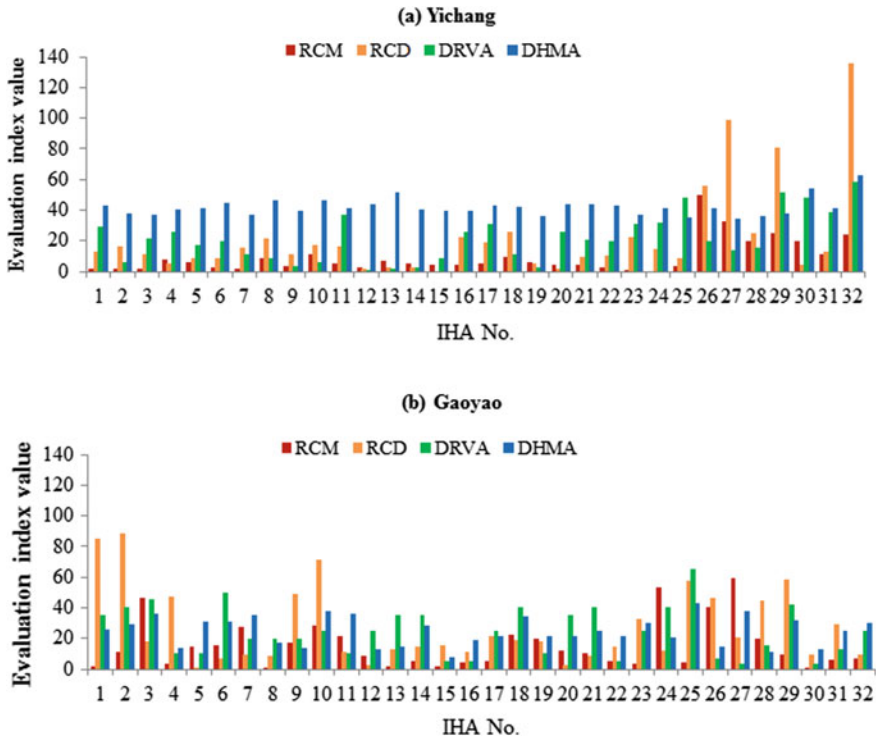 (a) Yichang
RCM RCD DRVA DHMA
140
120
100
80
60
40
20
0
Evaluation index value
1 2 3 4 5 6 7 8 9 10 11 12 13 14 15 16 17 18 19 20 21 22 23 24 25 26 27 28 29 30 31 32
IHA No.
(b) Gaoyao
RCM RCD DRVA DHMA
140
120
100
80
60
40
20
0
Evaluation index value
1 2 3 4 5 6 7 8 9 10 11 12 13 14 15 16 17 18 19 20 21 22 23 24 25 26 27 28 29 30 31 32
IHA No.